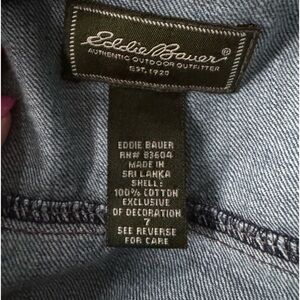 Eddie Bauer®
AUTHENTIC OUTDOOR OUTFITTER
EST. 1920
EDDIE BAUER
RN# 83604
MADE IN
SRI LANKA
SHELL:
100% COTTON
EXCLUSIVE
OF DECORATION
7
SEE REVERSE
FOR CARE